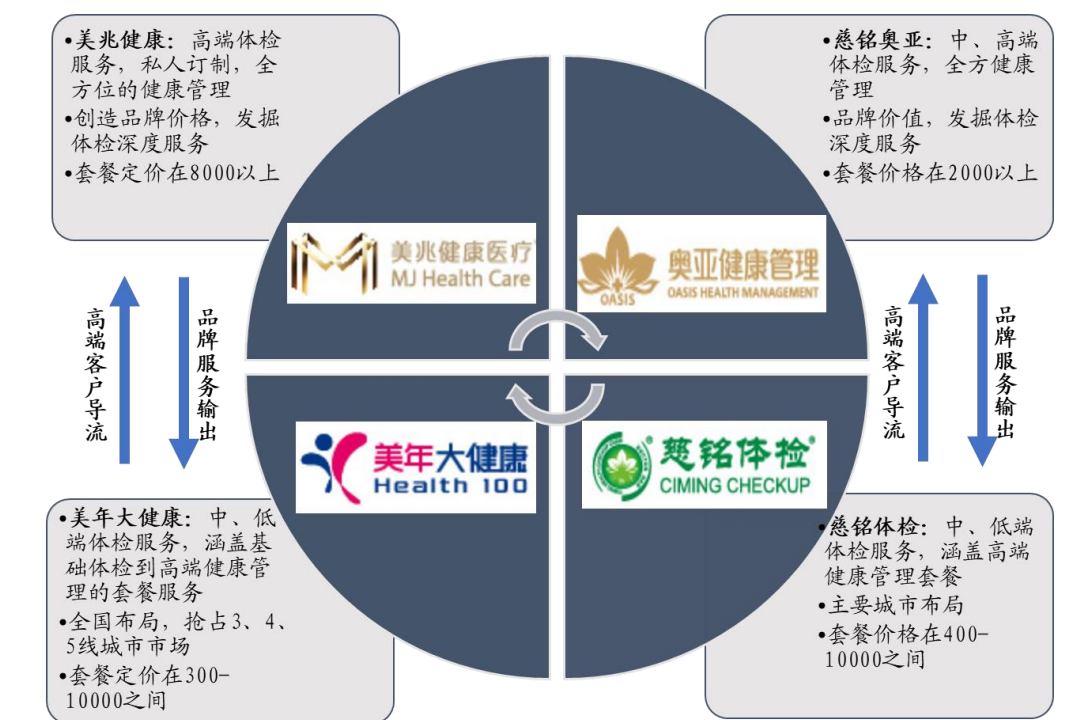 •美兆健康：高端体检
服务，私人订制，全
方位的健康管理
•创造品牌价格，发掘
体检深度服务
•套餐定价在8000以上
•慈铭奥亚：中、高端
体检服务，全方健康
管理
•品牌价值，发掘体检
深度服务
•套餐价格在2000以上
美兆健康医疗
MJ Health Care
奥亚健康管理
OASIS
OASIS HEALTH MANAGEMENT
高端客户导流
品牌服务输出
高端客户导流
品牌服务输出
美年大健康
Health 100
慈铭体检®
CIMING CHECKUP
•美年大健康：中、低
端体检服务，涵盖基
础体检到高端健康管
理的套餐服务
•全国布局，抢占3、4、
5线城市市场
•套餐定价在300-
10000之间
•慈铭体检：中、低端
体检服务，涵盖高端
健康管理套餐
•主要城市布局
•套餐价格在400-
10000之间